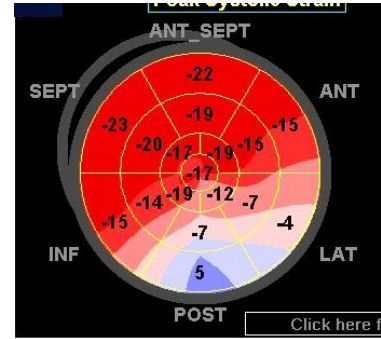 Peak Systolic Strain
ANT_SEPT
-22
SEPT
ANT
-19
-23
-15
-20
-15
-17
-19
-17
-19
-12
-14
-7
-15
-4
-7
INF
LAT
5
POST
Click here f